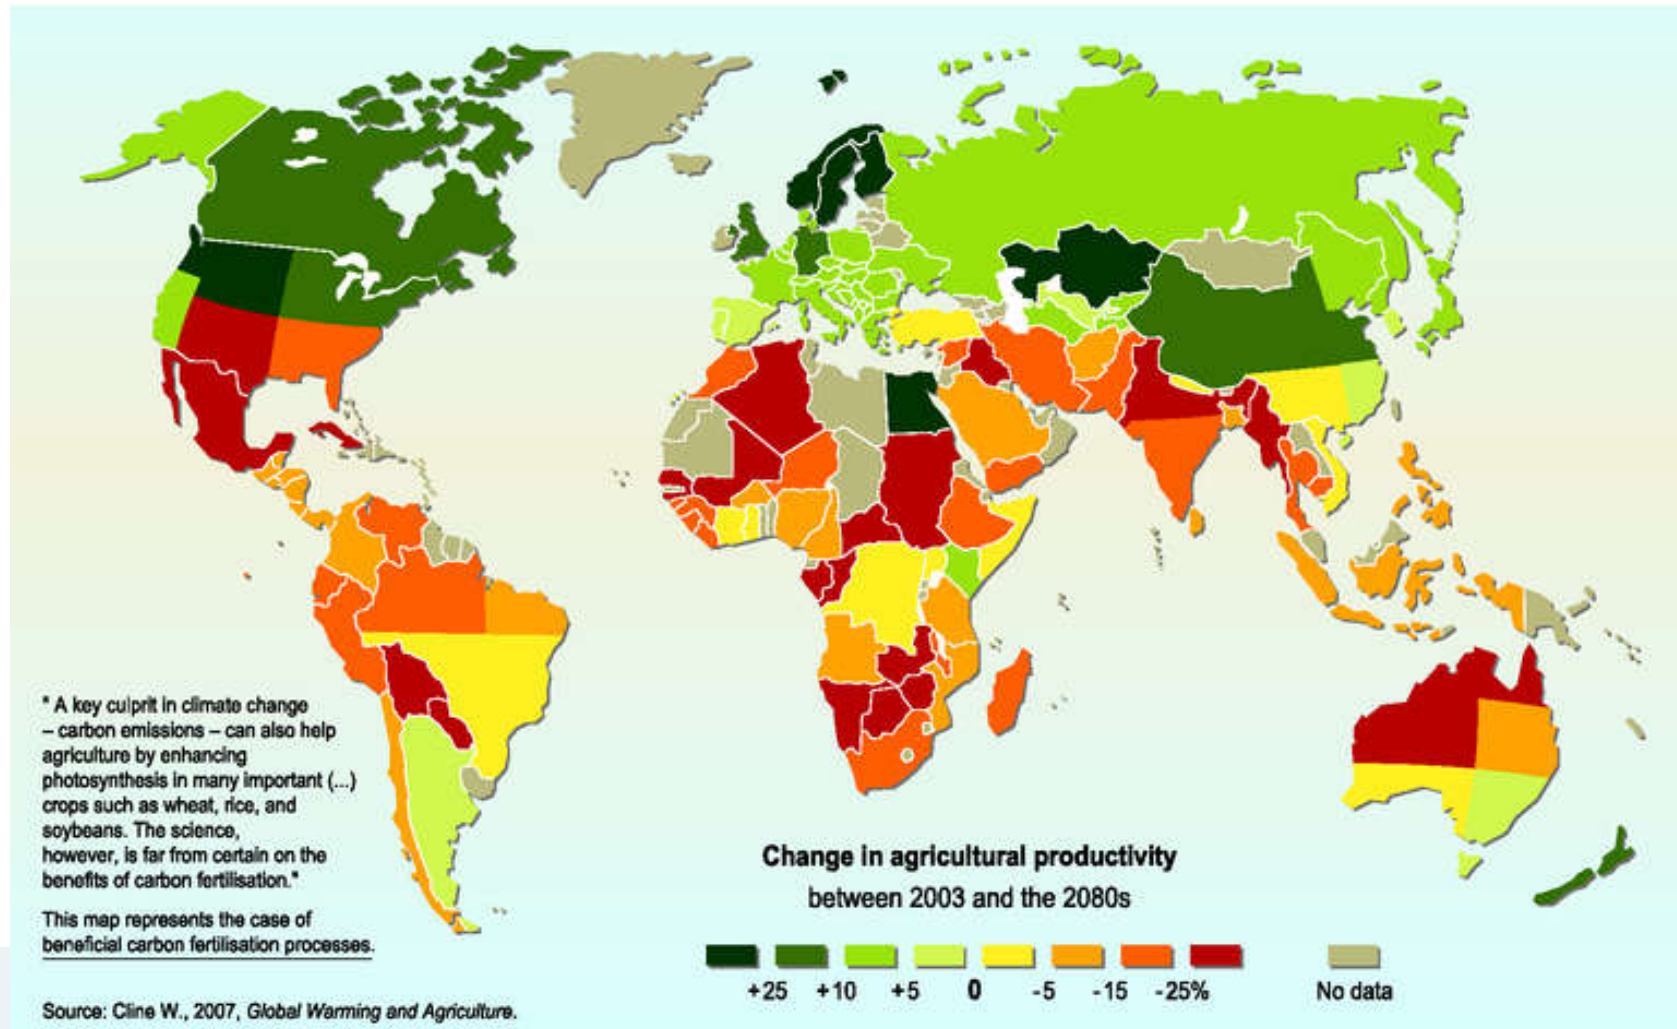 " A key culprit in climate change
– carbon emissions – can also help
agriculture by enhancing
photosynthesis in many important (...)
crops such as wheat, rice, and
soybeans. The science,
however, is far from certain on the
benefits of carbon fertilisation."
This map represents the case of
beneficial carbon fertilisation processes.
Source: Cline W., 2007, Global Warming and Agriculture.
Change in agricultural productivity
between 2003 and the 2080s
+25 +10 +5 0 -5 -15 -25% No data